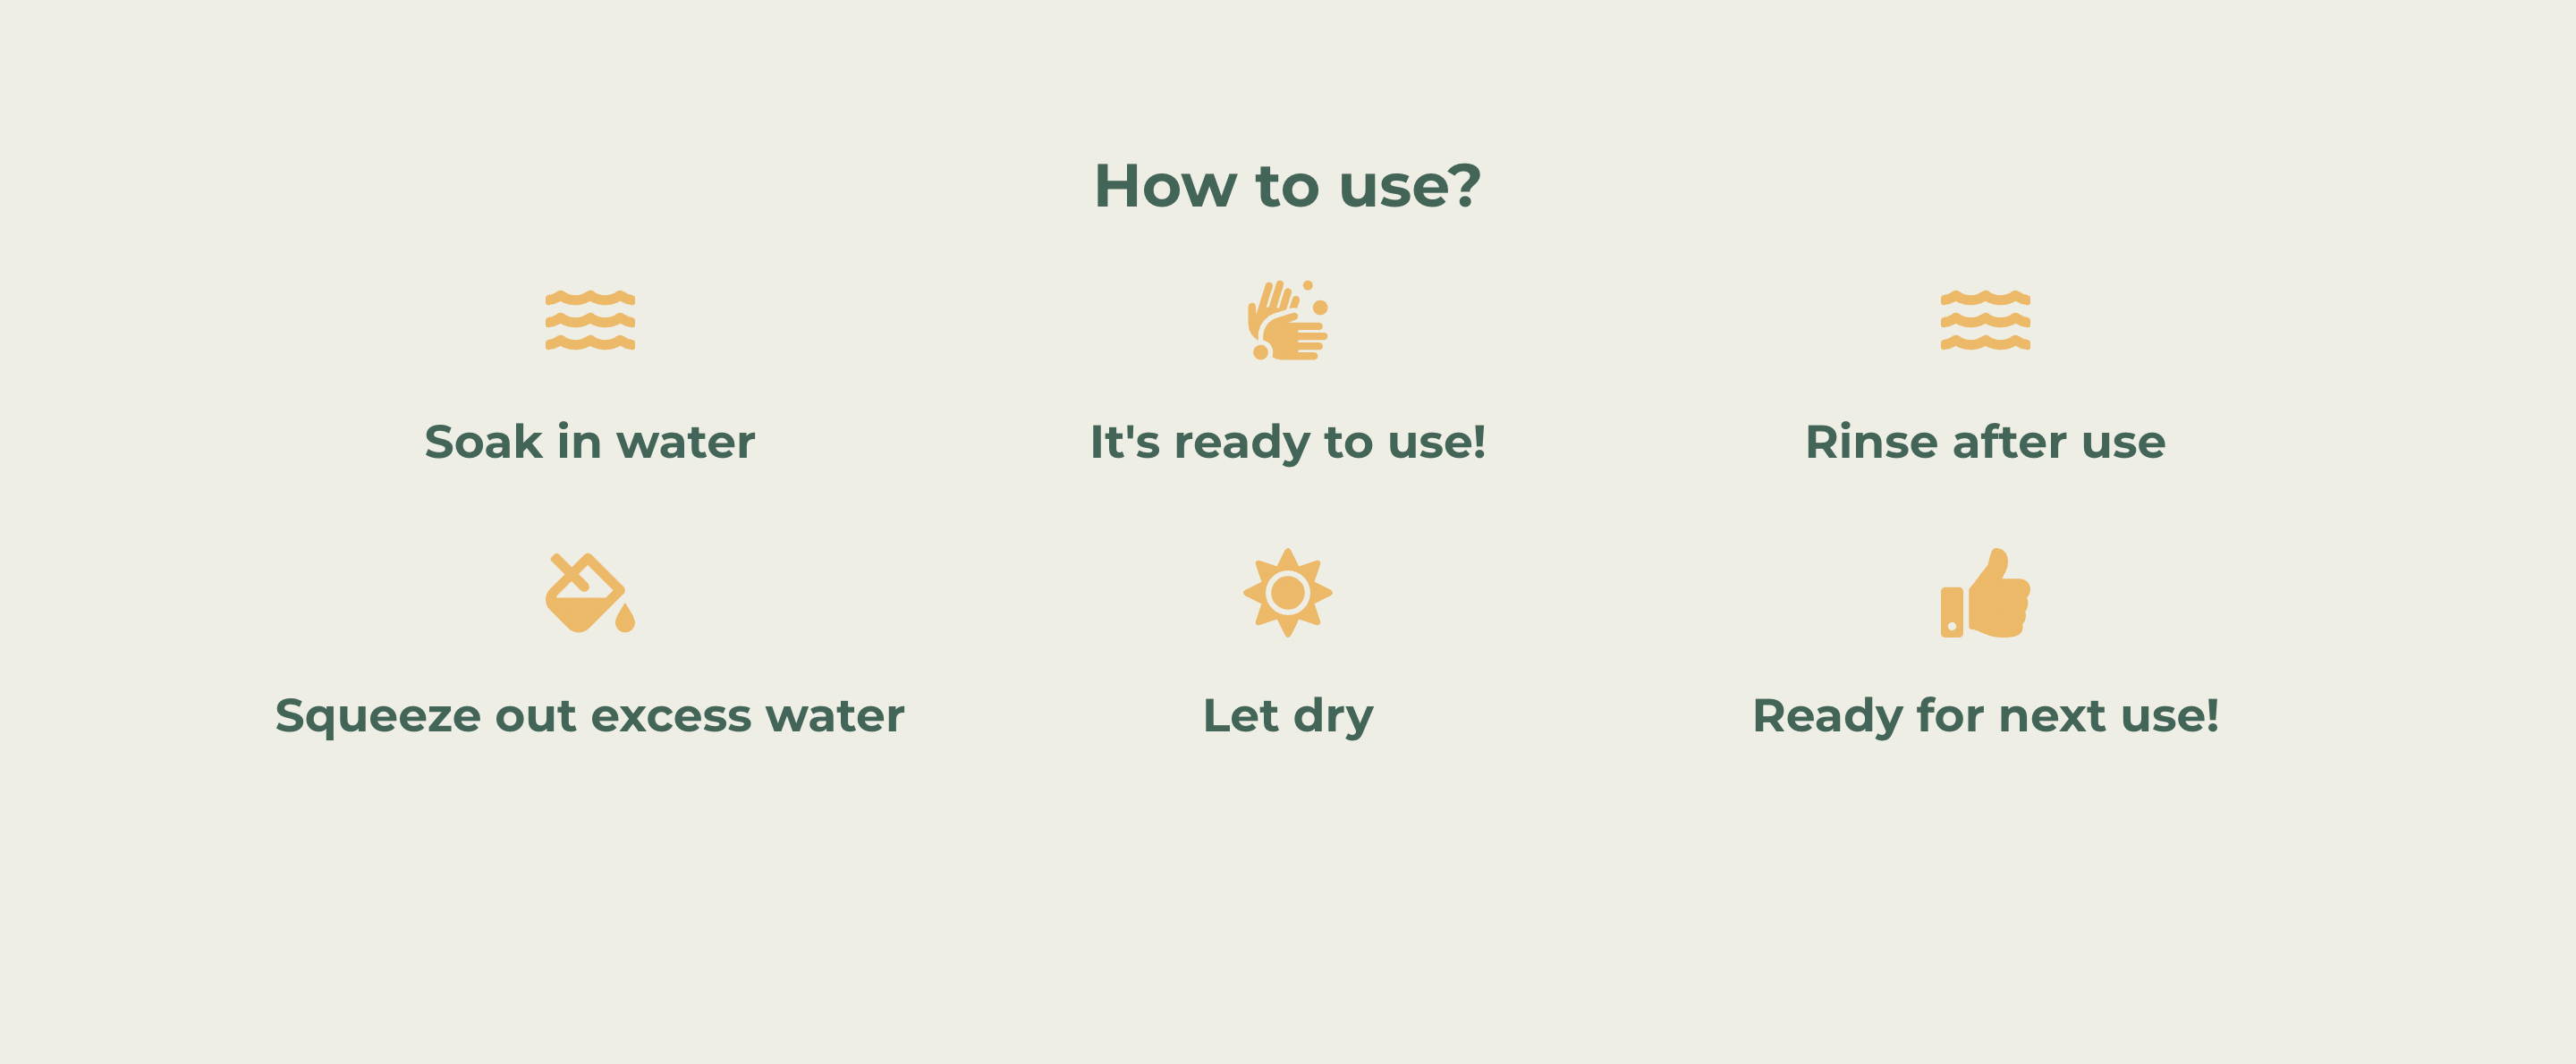 How to use?
Soak in water
It's ready to use!
Rinse after use
Squeeze out excess water
Let dry
Ready for next use!